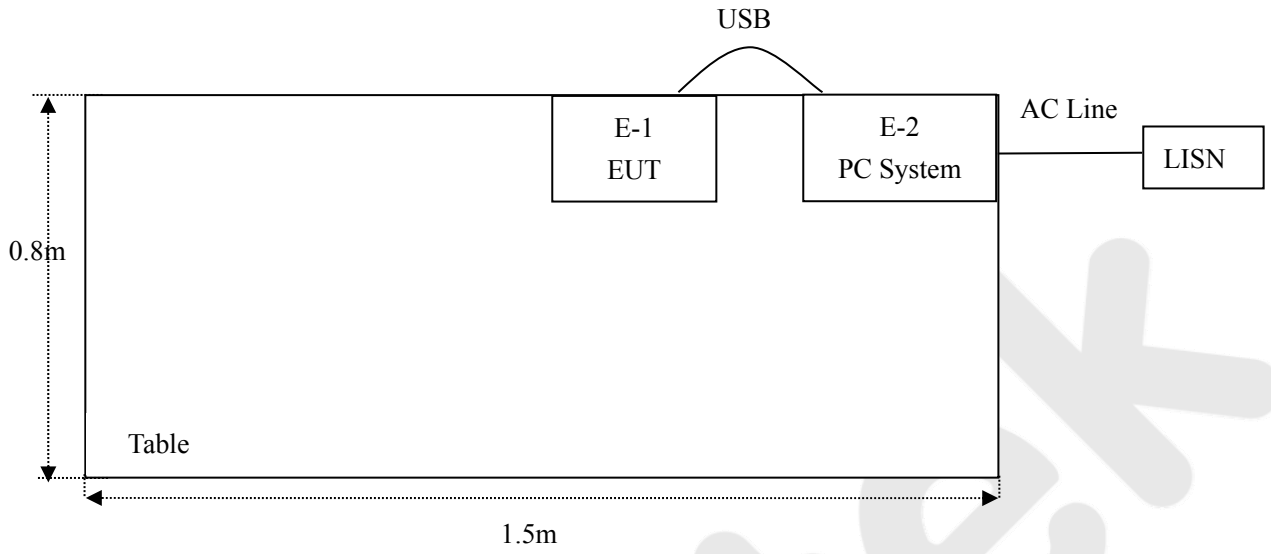 USB
E-1
EUT
E-2
PC System
AC Line
LISN
0.8m
Table
1.5m